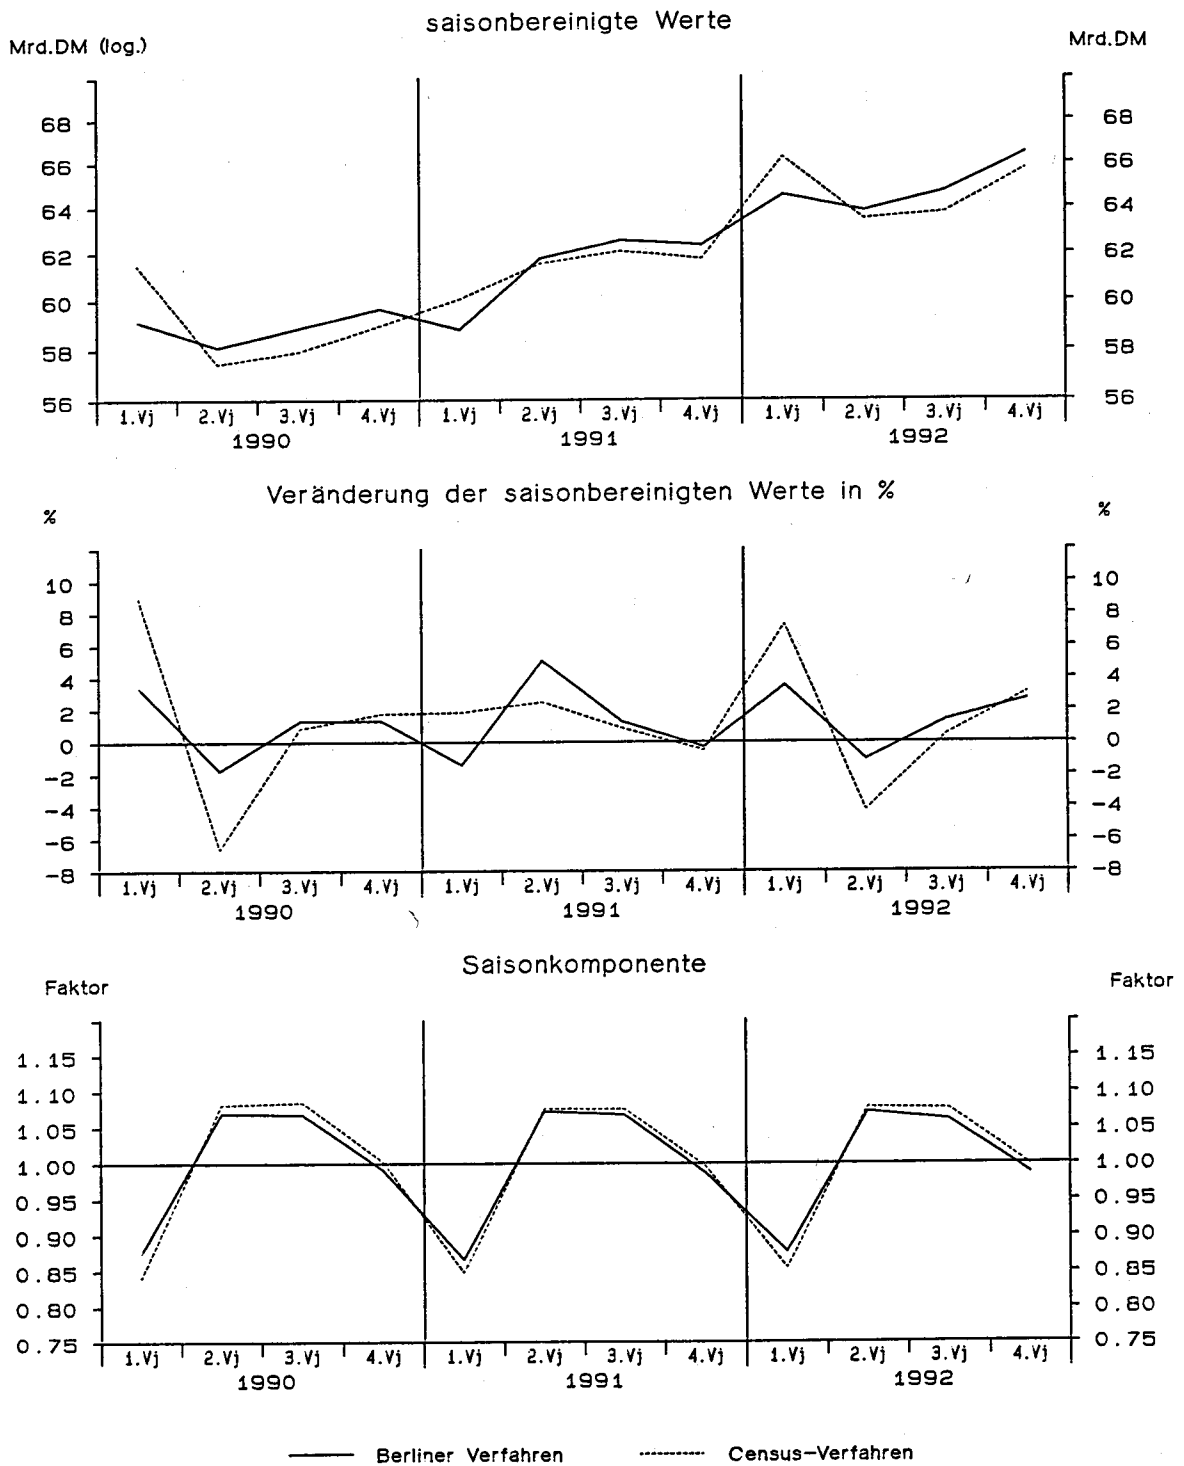 saisonbereinigte Werte
Mrd.DM (log.) Mrd.DM
68 68
66 66
64 64
62 62
60 60
58 58
56 56
1.Vj 2.Vj 3.Vj 4.Vj 1.Vj 2.Vj 3.Vj 4.Vj 1.Vj 2.Vj 3.Vj 4.Vj
1990 1991 1992
Veränderung der saisonbereinigten Werte in %
% %
10 10
8 8
6 6
4 4
2 2
0 0
-2 -2
-4 -4
-6 -6
-8 -8
1.Vj 2.Vj 3.Vj 4.Vj 1.Vj 2.Vj 3.Vj 4.Vj 1.Vj 2.Vj 3.Vj 4.Vj
1990 1991 1992
Saisonkomponente
Faktor Faktor
1.15 1.15
1.10 1.10
1.05 1.05
1.00 1.00
0.95 0.95
0.90 0.90
0.85 0.85
0.80 0.80
0.75 0.75
1.Vj 2.Vj 3.Vj 4.Vj 1.Vj 2.Vj 3.Vj 4.Vj 1.Vj 2.Vj 3.Vj 4.Vj
1990 1991 1992
Berliner Verfahren Census-Verfahren